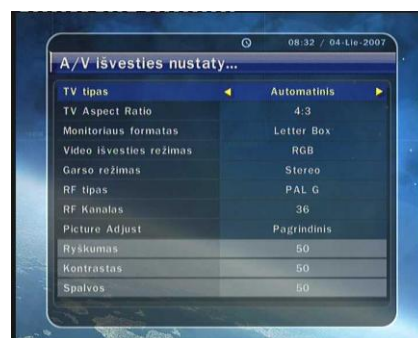 08:32 / 04-Lie-2007
A/V išvesties nustaty...
TV tipas Automatinis
TV Aspect Ratio 4:3
Monitoriaus formatas Letter Box
Video išvesties režimas RGB
Garso režimas Stereo
RF tipas PAL G
RF Kanalas 36
Picture Adjust Pagrindinis
Ryškumas 50
Kontrastas 50
Spalvos 50